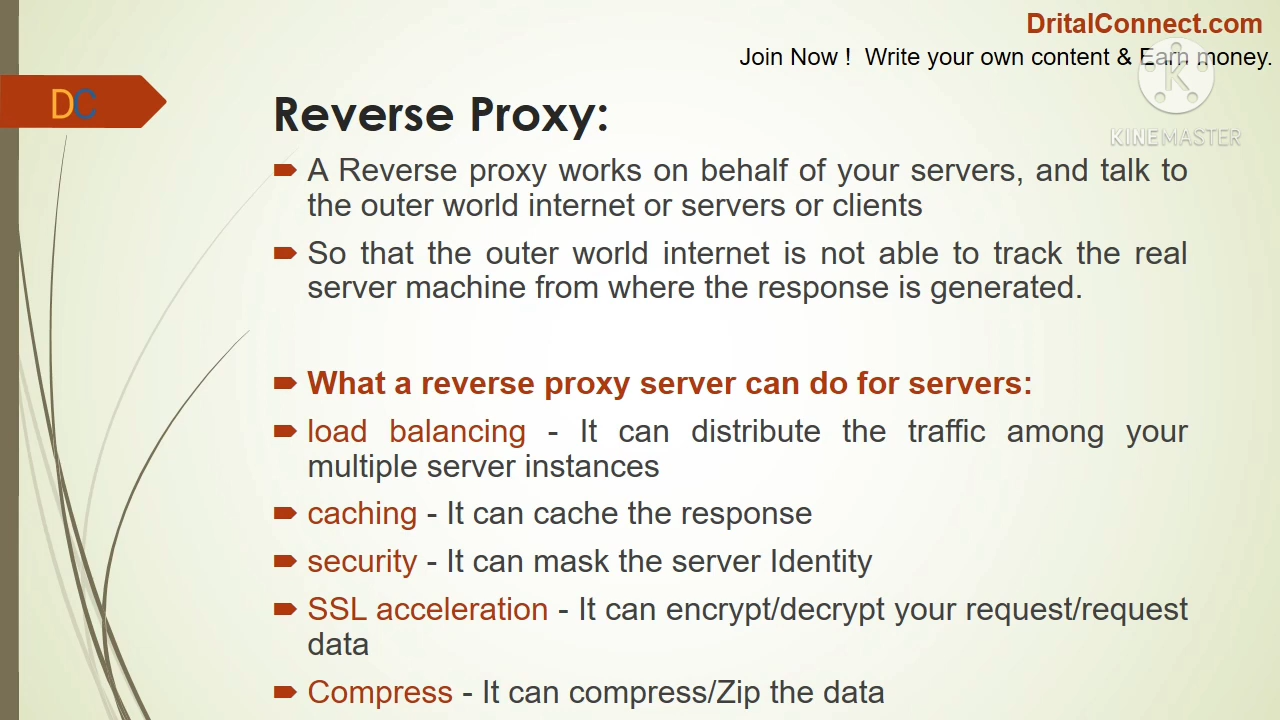 DritalConnect.com
Join Now !  Write your own content & Earn money.
K
KINEMASTER
DC
Reverse Proxy:
A Reverse proxy works on behalf of your servers, and talk to
the outer world internet or servers or clients
So that the outer world internet is not able to track the real
server machine from where the response is generated.
What a reverse proxy server can do for servers:
load balancing - It can distribute the traffic among your
multiple server instances
caching - It can cache the response
security - It can mask the server Identity
SSL acceleration - It can encrypt/decrypt your request/request
data
Compress - It can compress/Zip the data